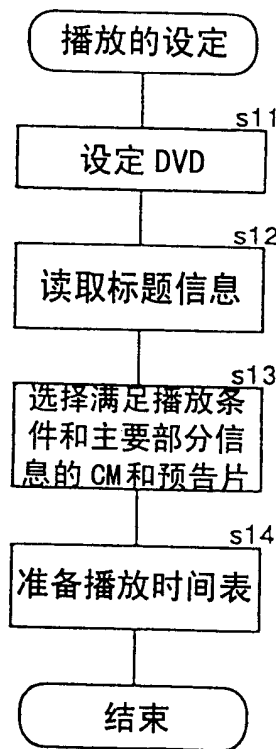 播放的设定
s11
设定 DVD
s12
读取标题信息
s13
选择满足播放条
件和主要部分信
息的 CM 和预告片
s14
准备播放时间表
结束